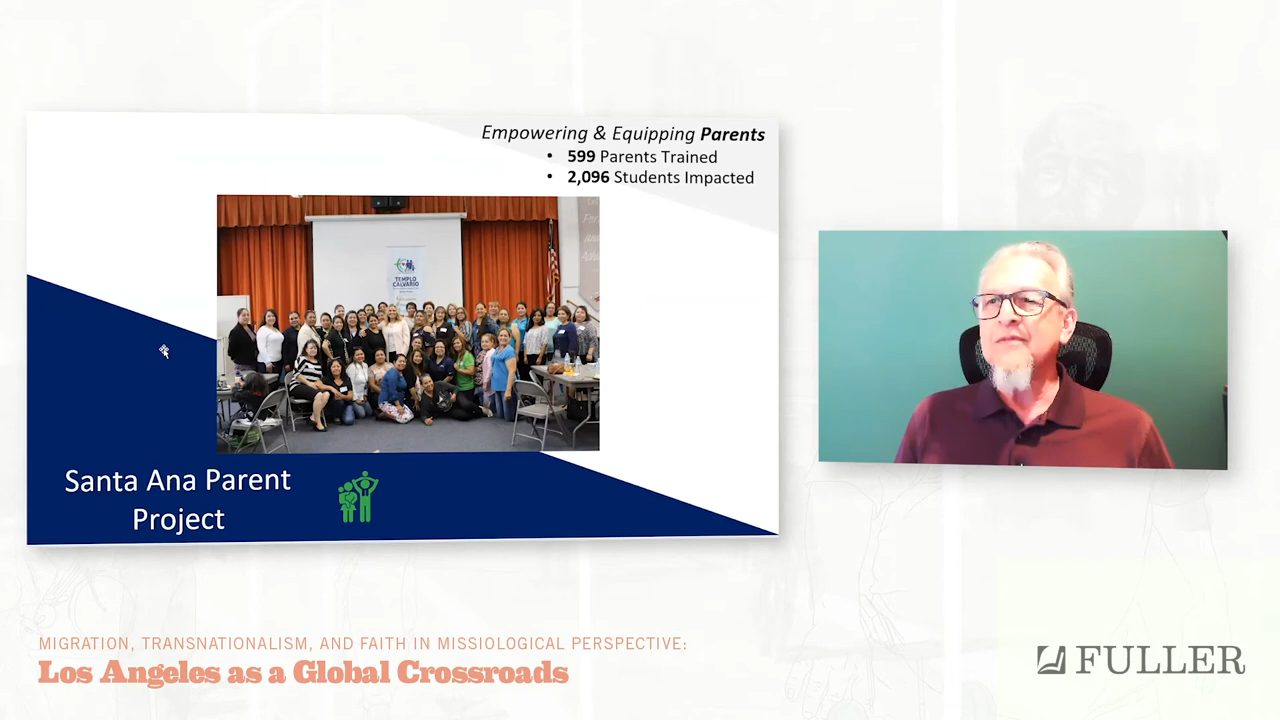 Empowering & Equipping Parents
• 599 Parents Trained
• 2,096 Students Impacted
TEMPLO
CALVARIO
Santa Ana Parent
Project
MIGRATION, TRANSNATIONALISM, AND FAITH IN MISSIOLOGICAL PERSPECTIVE:
Los Angeles as a Global Crossroads
FULLER